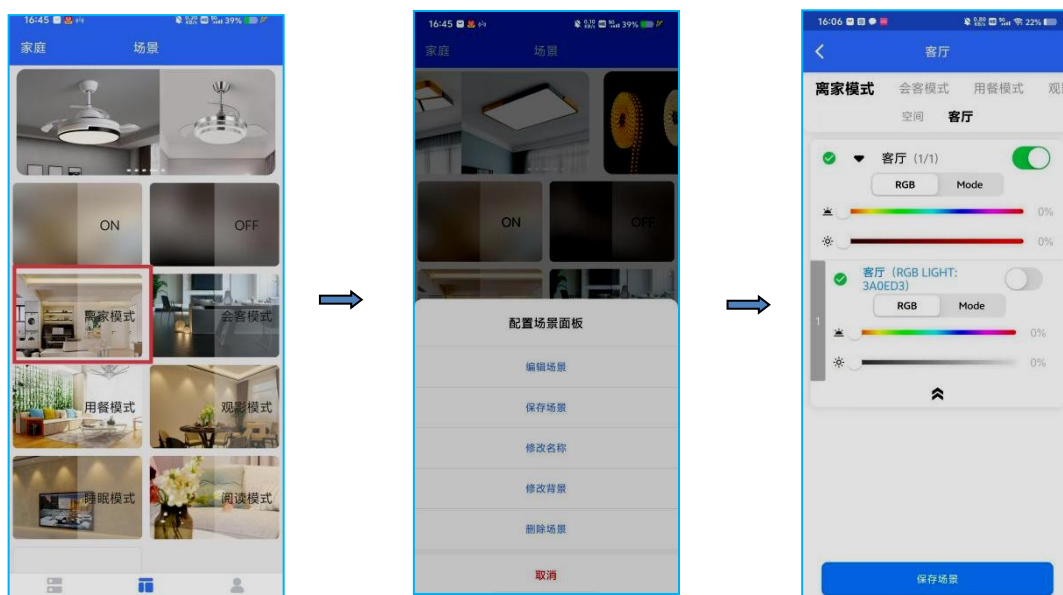 16:45
39%
家庭 场景
ON OFF
离家模式 会客模式
用餐模式 观影模式
睡眠模式 阅读模式
16:45
39%
家庭 场景
ON OFF
配置场景面板
编辑场景
保存场景
修改名称
修改背景
删除场景
取消
16:06
22%
客厅
离家模式 会客模式 用餐模式 观
空间 客厅
客厅 (1/1)
RGB Mode
0%
0%
客厅 (RGB LIGHT:
3A0ED3)
RGB Mode
1
0%
0%
保存场景